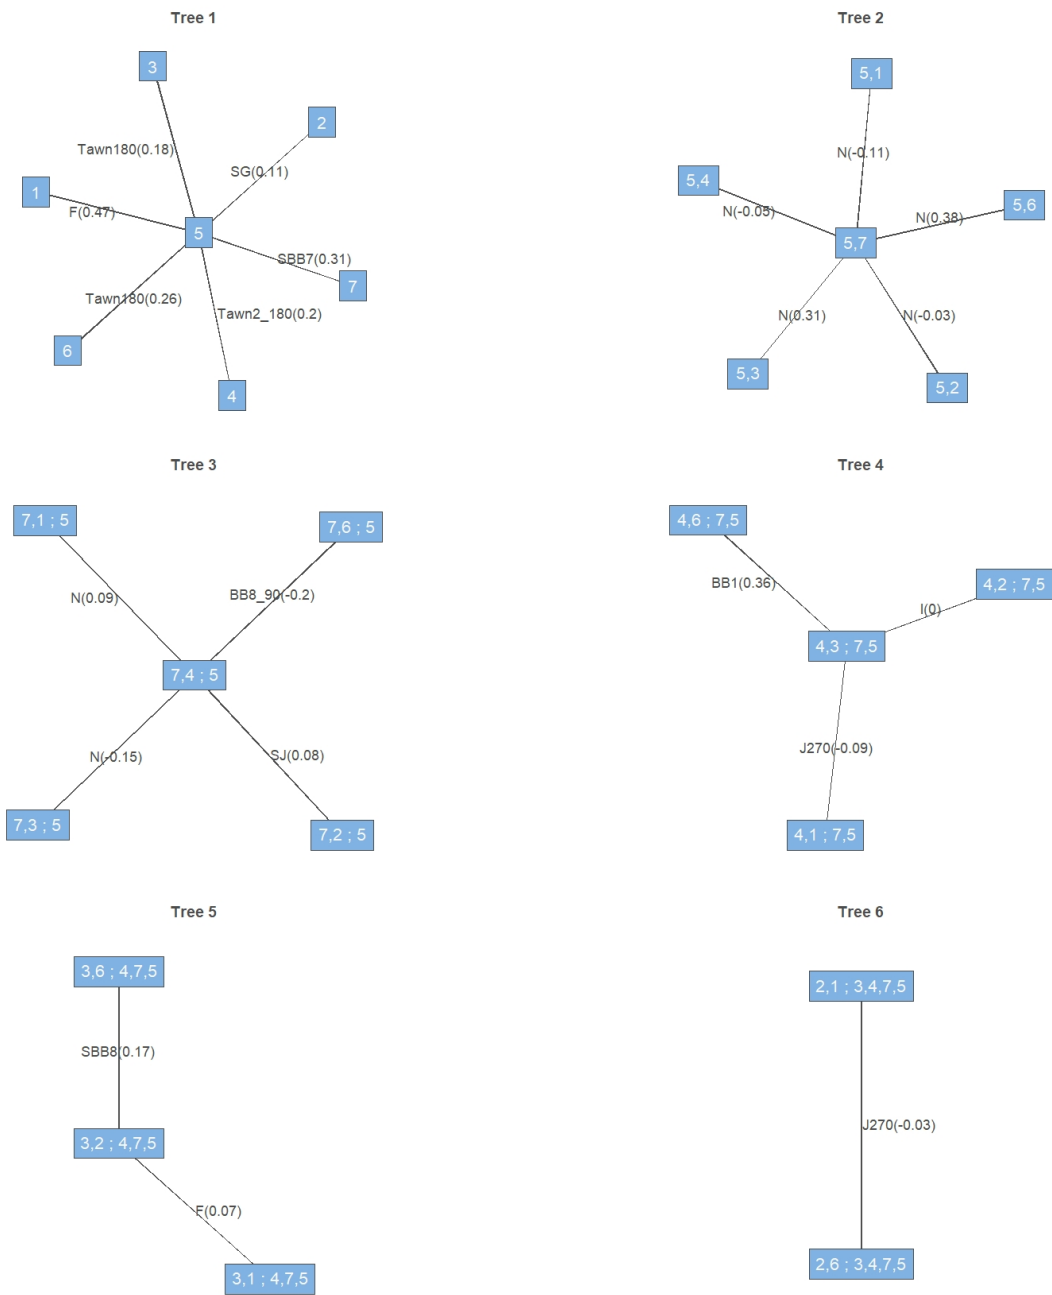 Tree 1
3
2
Tawn180(0.18)
SG(0.11)
1
F(0.47)
5
SBB7(0.31)
7
Tawn180(0.26)
Tawn2_180(0.2)
6
4
Tree 2
5,1
N(-0.11)
5,4
5,6
N(-0.05)
N(0.38)
5,7
N(0.31)
N(-0.03)
5,3
5,2
Tree 3
7,1 ; 5
7,6 ; 5
N(0.09)
BB8_90(-0.2)
7,4 ; 5
N(-0.15)
SJ(0.08)
7,3 ; 5
7,2 ; 5
Tree 4
4,6 ; 7,5
BB1(0.36)
4,2 ; 7,5
I(0)
4,3 ; 7,5
J270(-0.09)
4,1 ; 7,5
Tree 5
3,6 ; 4,7,5
SBB8(0.17)
3,2 ; 4,7,5
F(0.07)
3,1 ; 4,7,5
Tree 6
2,1 ; 3,4,7,5
J270(-0.03)
2,6 ; 3,4,7,5